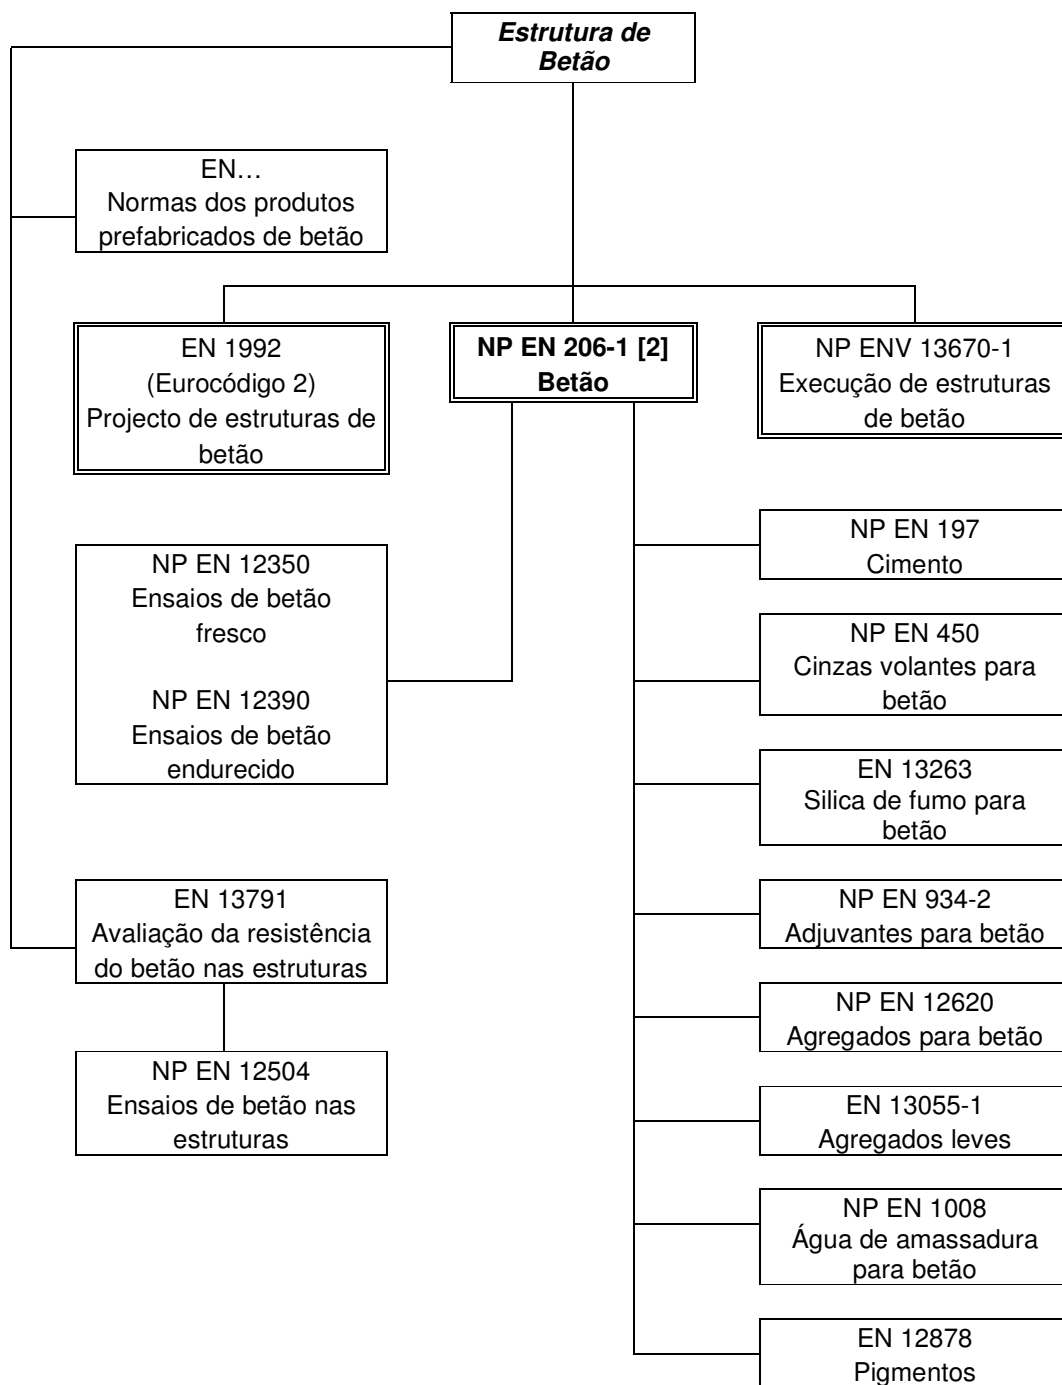 Estrutura de
Betão
EN…
Normas dos produtos
prefabricados de betão
EN 1992
(Eurocódigo 2)
Projecto de estruturas de
betão
NP EN 206-1 [2]
Betão
NP ENV 13670-1
Execução de estruturas
de betão
NP EN 12350
Ensaios de betão
fresco
NP EN 12390
Ensaios de betão
endurecido
EN 13791
Avaliação da resistência
do betão nas estruturas
NP EN 12504
Ensaios de betão nas
estruturas
NP EN 197
Cimento
NP EN 450
Cinzas volantes para
betão
EN 13263
Silica de fumo para
betão
NP EN 934-2
Adjuvantes para betão
NP EN 12620
Agregados para betão
EN 13055-1
Agregados leves
NP EN 1008
Água de amassadura
para betão
EN 12878
Pigmentos